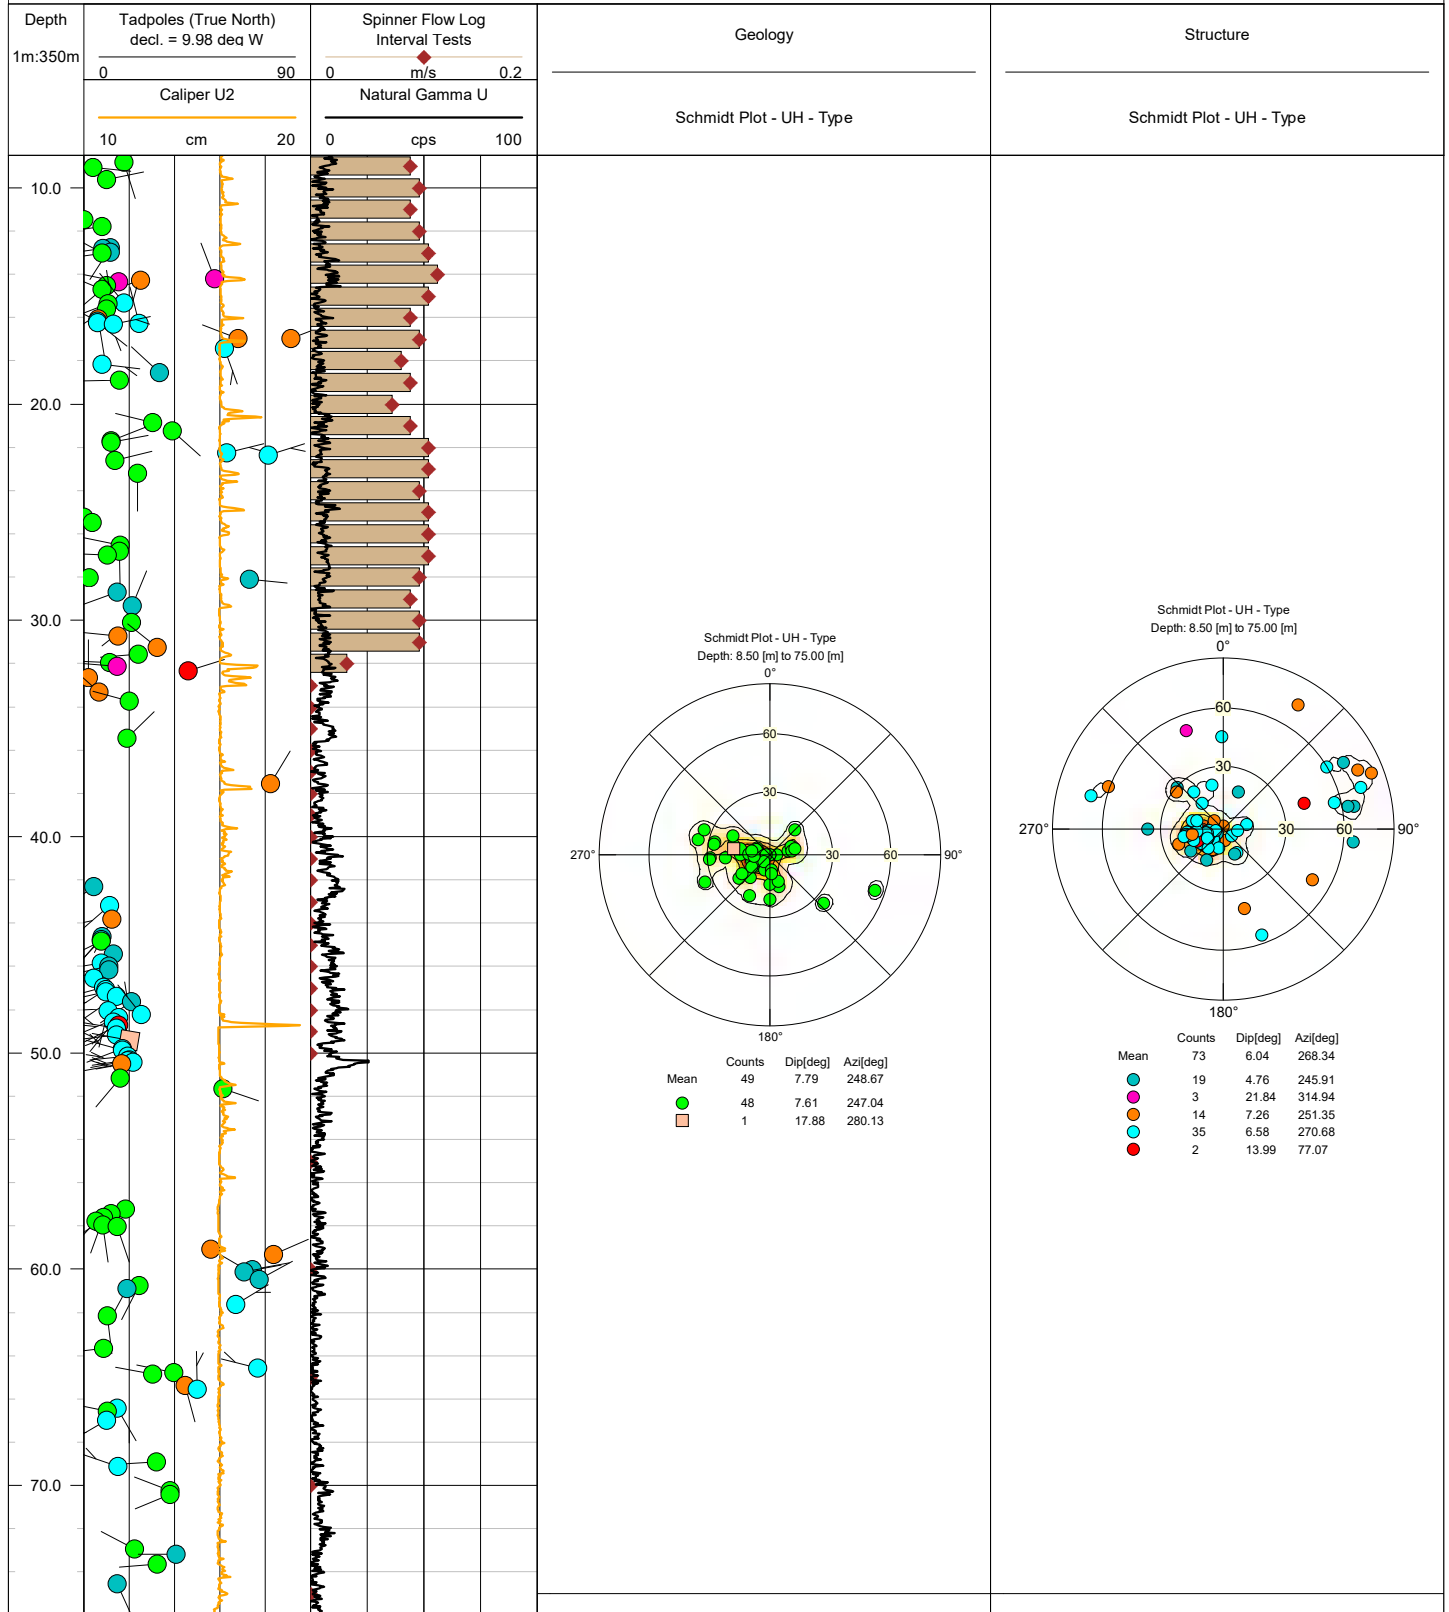 Depth
1m:350m
Tadpoles (True North)
decl. = 9.98 deg W
0 90
Caliper U2
10 cm 20
Spinner Flow Log
Interval Tests
0 m/s 0.2
Natural Gamma U
0 cps 100
Geology
Schmidt Plot - UH - Type
Structure
Schmidt Plot - UH - Type
10.0
20.0
30.0
40.0
50.0
60.0
70.0
Schmidt Plot - UH - Type
Depth: 8.50 [m] to 75.00 [m]
0°
60
30
270° 30 60 90°
180°
Counts Dip[deg] Azi[deg]
Mean 49 7.79 248.67
48 7.61 247.04
1 17.88 280.13
Schmidt Plot - UH - Type
Depth: 8.50 [m] to 75.00 [m]
0°
60
30
270° 30 60 90°
180°
Counts Dip[deg] Azi[deg]
Mean 73 6.04 268.34
19 4.76 245.91
3 21.84 314.94
14 7.26 251.35
35 6.58 270.68
2 13.99 77.07